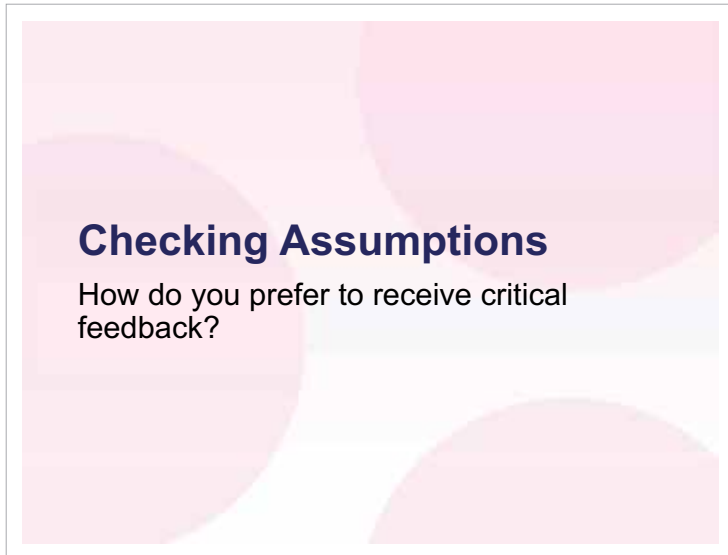 Checking Assumptions
How do you prefer to receive critical
feedback?